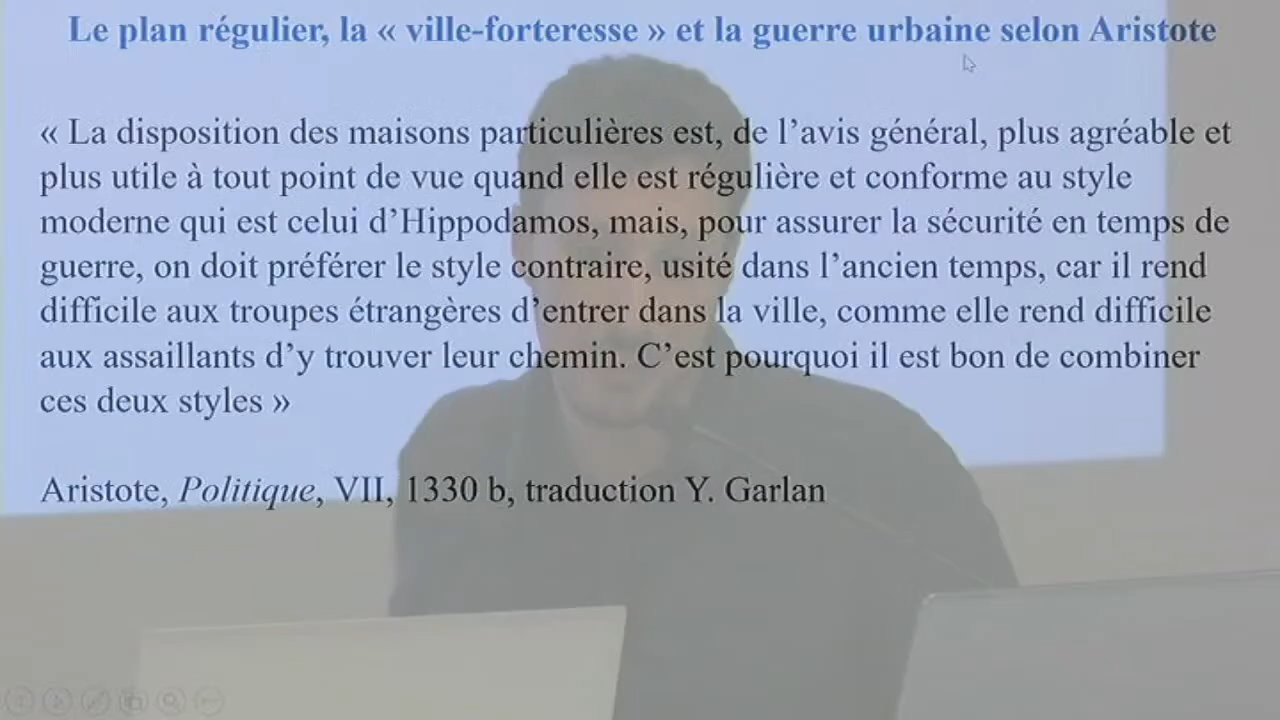 Le plan régulier, la « ville-forteresse » et la guerre urbaine selon Aristote
« La disposition des maisons particulières est, de l’avis général, plus agréable et
plus utile à tout point de vue quand elle est régulière et conforme au style
moderne qui est celui d’Hippodamos, mais, pour assurer la sécurité en temps de
guerre, on doit préférer le style contraire, usité dans l’ancien temps, car il rend
difficile aux troupes étrangères d’entrer dans la ville, comme elle rend difficile
aux assaillants d’y trouver leur chemin. C’est pourquoi il est bon de combiner
ces deux styles »
Aristote, Politique, VII, 1330 b, traduction Y. Garlan